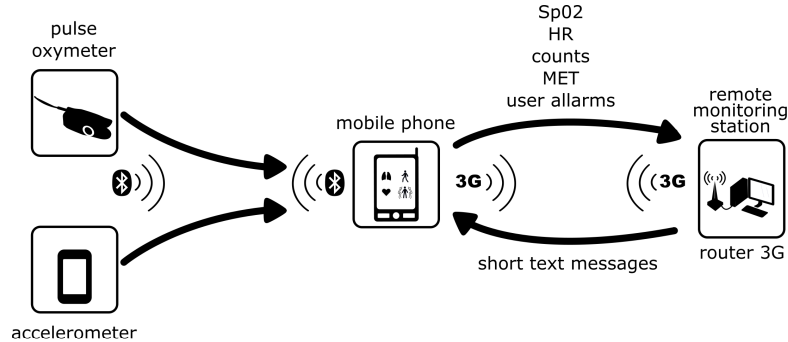 pulse
oxymeter
accelerometer
mobile phone
3G
Sp02
HR
counts
MET
user allarms
short text messages
3G
remote
monitoring
station
router 3G